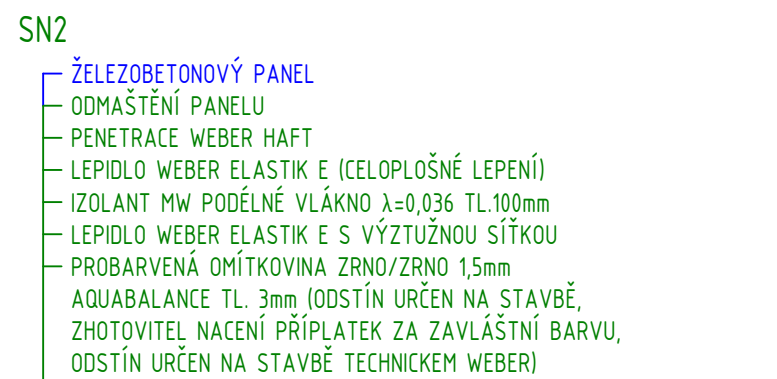 SN2
ŽELEZOBETONOVÝ PANEL
ODMAŠTĚNÍ PANELU
PENETRACE WEBER HAFT
LEPIDLO WEBER ELASTIK E (CELOPLOŠNÉ LEPENÍ)
IZOLANT MW PODÉLNÉ VLÁKNO λ=0,036 TL.100mm
LEPIDLO WEBER ELASTIK E S VÝZTUŽNOU SÍŤKOU
PROBARVENÁ OMÍTKOVINA ZRNO/ZRNO 1,5mm
AQUABALANCE TL. 3mm (ODSTÍN URČEN NA STAVBĚ,
ZHOTOVITEL NACENÍ PŘÍPLATEK ZA ZAVLÁŠTNÍ BARVU,
ODSTÍN URČEN NA STAVBĚ TECHNICKEM WEBER)